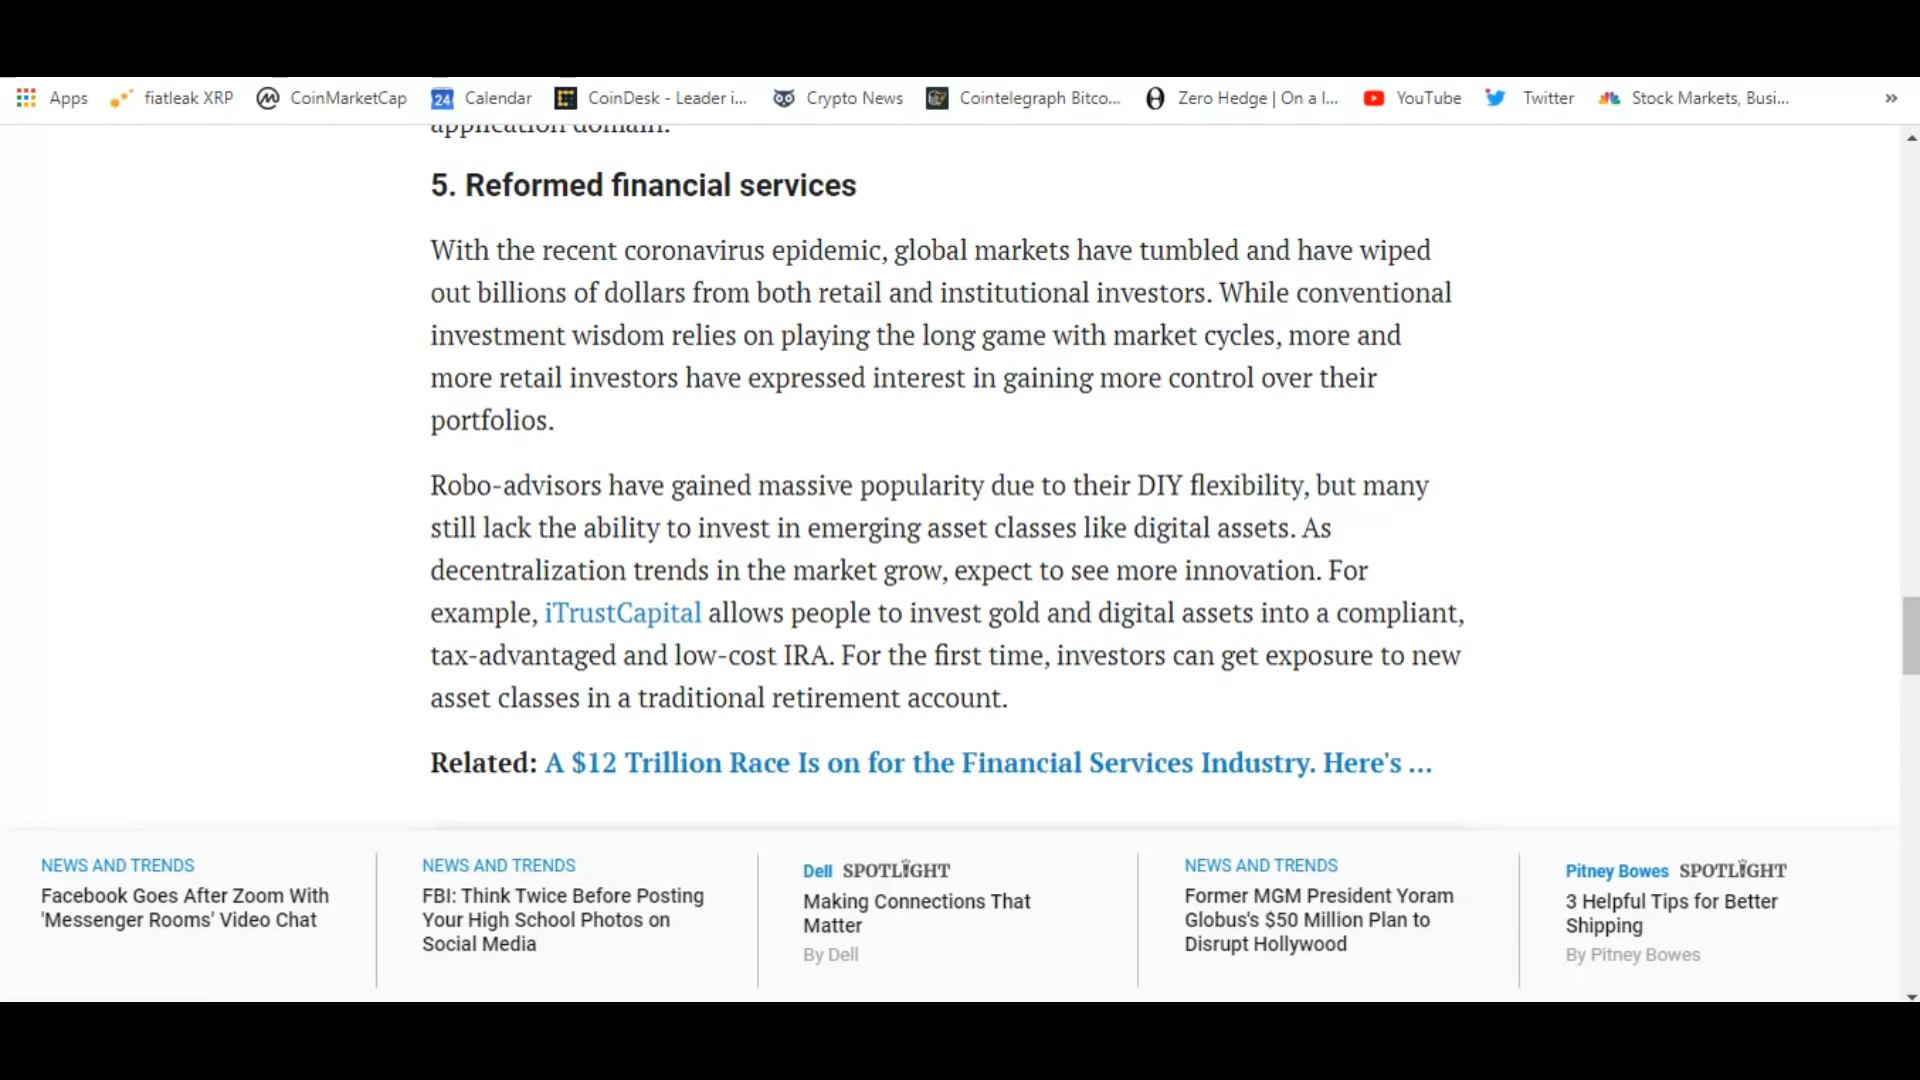 Apps fiatleak XRP CoinMarketCap 24 Calendar CoinDesk - Leader i... Crypto News Cointelegraph Bitco... Zero Hedge | On a l... YouTube Twitter Stock Markets, Busi... »
application domain.
5. Reformed financial services
With the recent coronavirus epidemic, global markets have tumbled and have wiped
out billions of dollars from both retail and institutional investors. While conventional
investment wisdom relies on playing the long game with market cycles, more and
more retail investors have expressed interest in gaining more control over their
portfolios.
Robo-advisors have gained massive popularity due to their DIY flexibility, but many
still lack the ability to invest in emerging asset classes like digital assets. As
decentralization trends in the market grow, expect to see more innovation. For
example, iTrustCapital allows people to invest gold and digital assets into a compliant,
tax-advantaged and low-cost IRA. For the first time, investors can get exposure to new
asset classes in a traditional retirement account.
Related: A $12 Trillion Race Is on for the Financial Services Industry. Here's ...
NEWS AND TRENDS
Facebook Goes After Zoom With
'Messenger Rooms' Video Chat
NEWS AND TRENDS
FBI: Think Twice Before Posting
Your High School Photos on
Social Media
Dell SPOTLIGHT
Making Connections That
Matter
By Dell
NEWS AND TRENDS
Former MGM President Yoram
Globus's $50 Million Plan to
Disrupt Hollywood
Pitney Bowes SPOTLIGHT
3 Helpful Tips for Better
Shipping
By Pitney Bowes